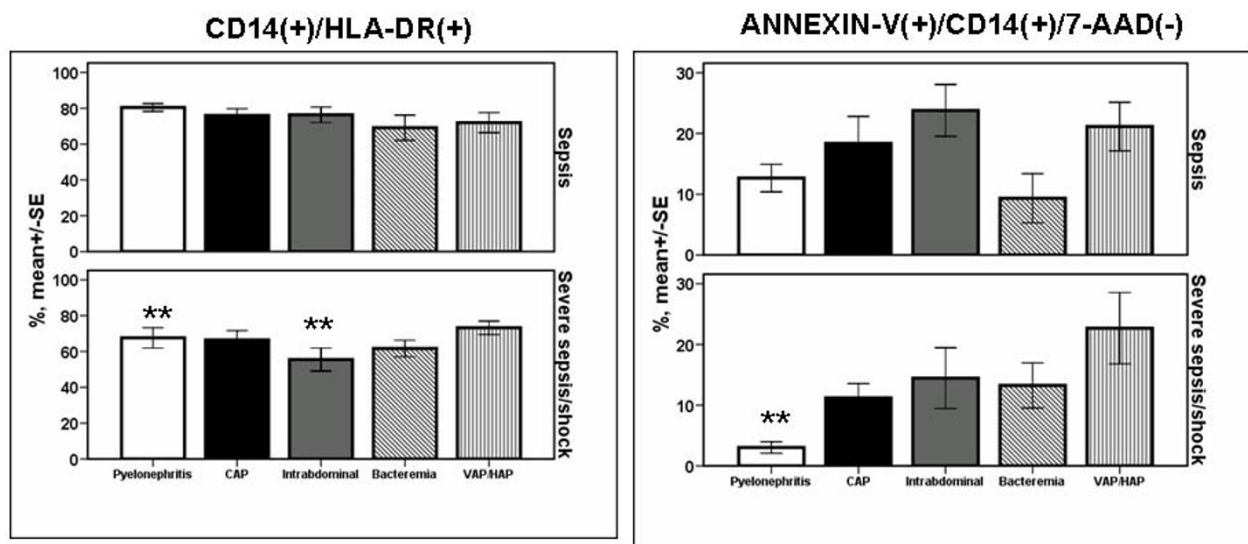 CD14(+)/HLA-DR(+)
%, mean+/-SE
100
80
60
40
20
0
Sepsis
100
80
60
40
20
0
**
**
Severe sepsis/shock
Pyelonephritis CAP Intrabdominal Bacteremia VAP/HAP
ANNEXIN-V(+)/CD14(+)/7-AAD(-)
30
20
10
0
Sepsis
30
20
10
0
**
Severe sepsis/shock
Pyelonephritis CAP Intrabdominal Bacteremia VAP/HAP